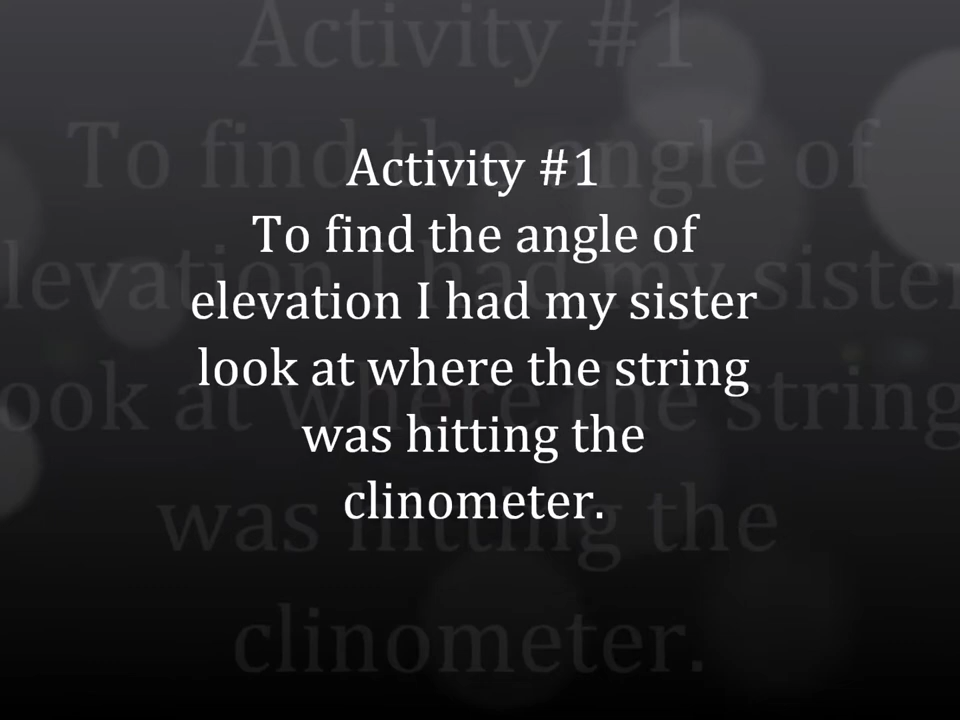 Activity #1
To find the angle of
elevation I had my sister
look at where the string
was hitting the
clinometer.